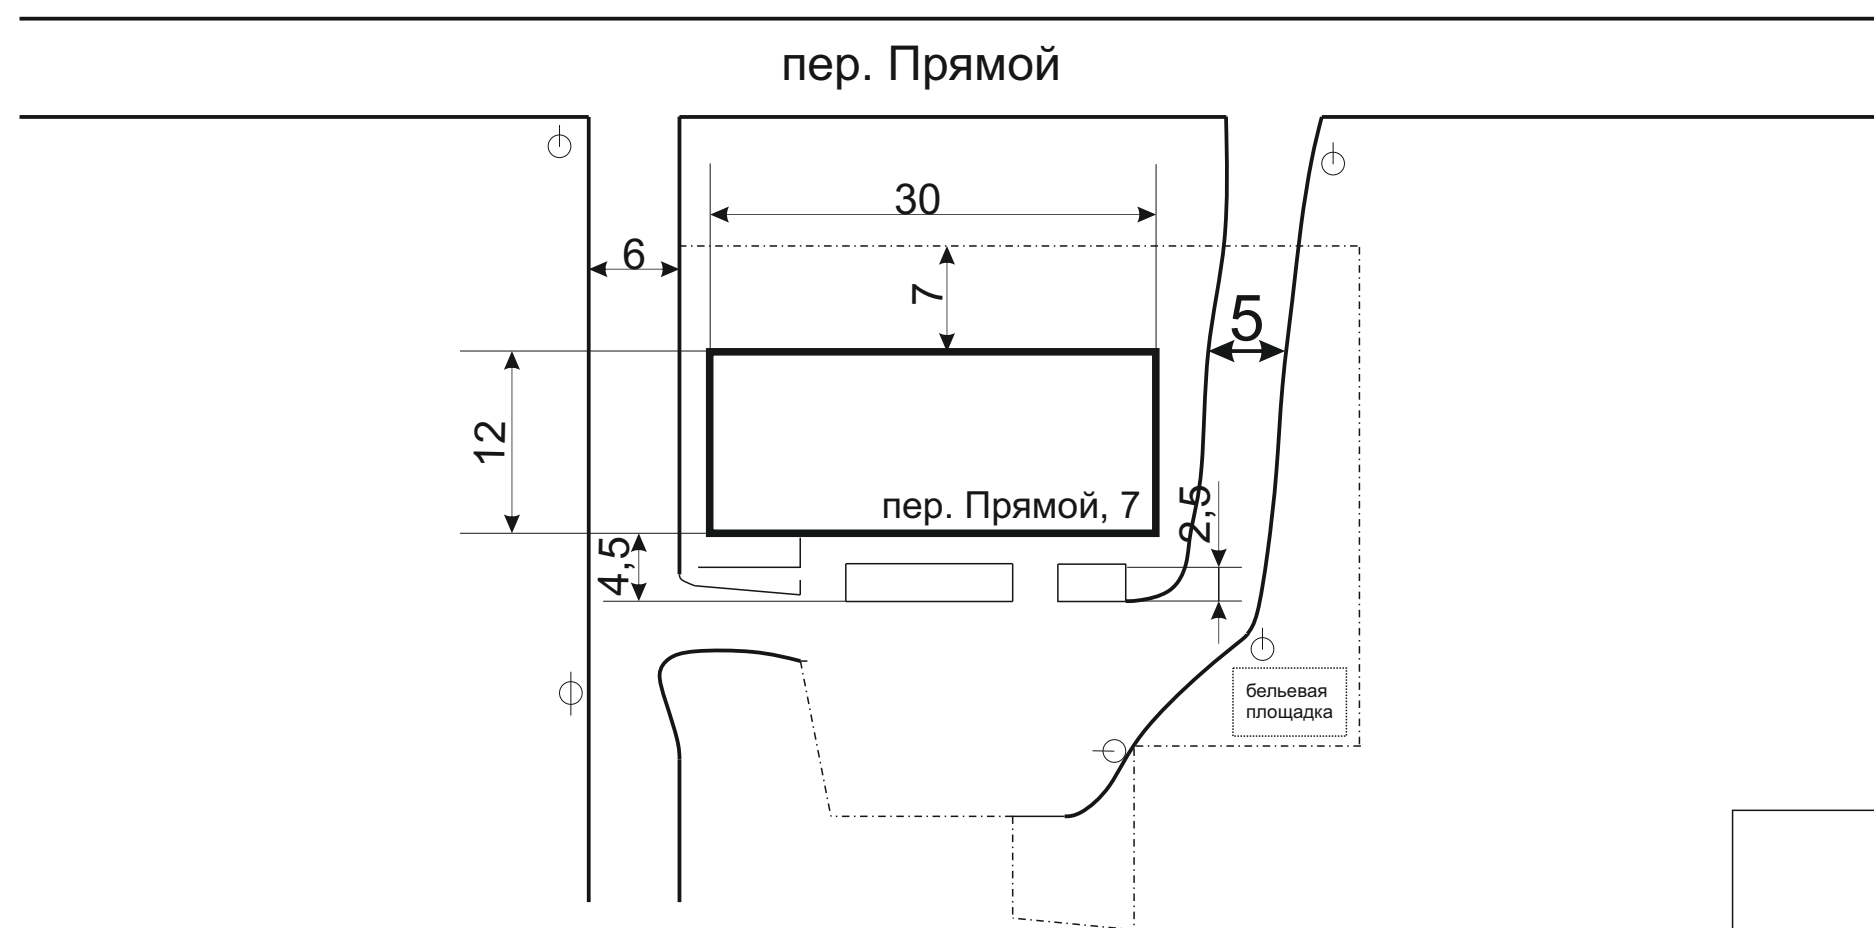 пер. Прямой
30
6
7
5
12
пер. Прямой, 7
2,5
4,5
бельевая
площадка